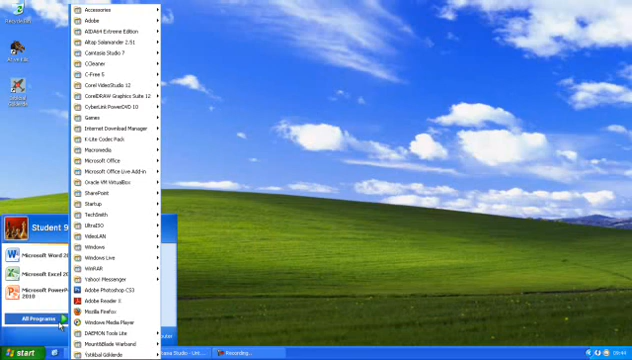 Accessories
Adobe
AIDA64 Extreme Edition
Altap Salamander 2.51
Camtasia Studio 7
CCleaner
C-Free 5
Corel VideoStudio 12
CorelDRAW Graphics Suite 12
CyberLink PowerDVD 10
Games
Internet Download Manager
K-Lite Codec Pack
Macromedia
Microsoft Office
Microsoft Office Live Add-in
Oracle VM VirtualBox
SharePoint
Startup
TechSmith
UltraISO
VideoLAN
Windows
Windows Live
WinRAR
Yahoo! Messenger
Adobe Photoshop CS3
Adobe Reader X
Mozilla Firefox
Windows Media Player
DAEMON Tools Lite
Mount&Blade Warband
Student 9
Microsoft Word
Microsoft Excel
Microsoft
2010
All Programs
start
Recording...